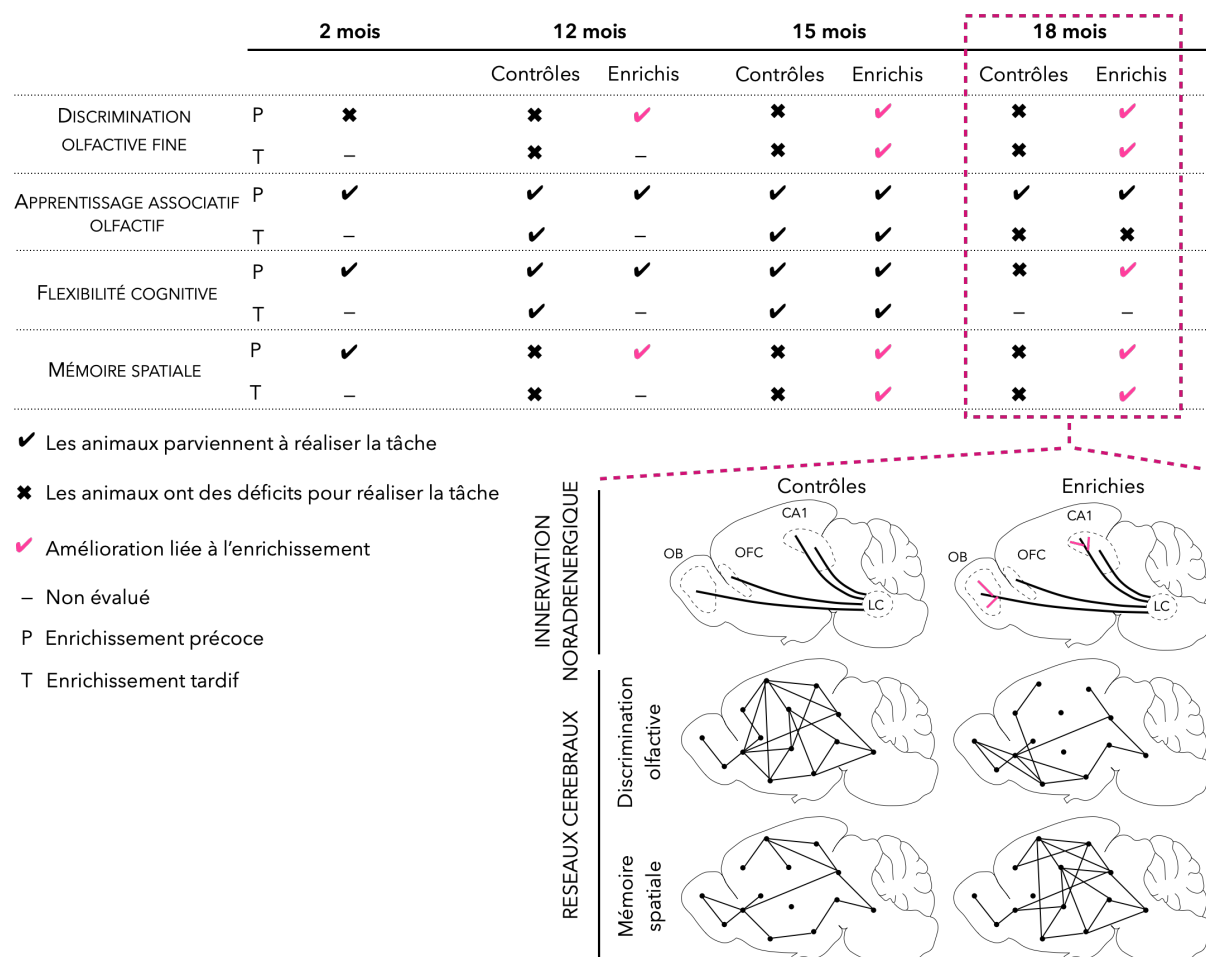 2 mois 12 mois 15 mois 18 mois
Contrôles Enrichis Contrôles Enrichis Contrôles Enrichis
DISCRIMINATION OLFACTIVE FINE
P ✖ ✖ ✔ ✖ ✔ ✖ ✔
T – ✖ – ✖ ✔ ✖ ✔
APPRENTISSAGE ASSOCIATIF OLFACTIF
P ✔ ✔ ✔ ✔ ✔ ✔ ✔
T – ✔ – ✔ ✔ ✖ ✖
FLEXIBILITÉ COGNITIVE
P ✔ ✔ ✔ ✔ ✔ ✖ ✔
T – ✔ – ✔ ✔ – –
MÉMOIRE SPATIALE
P ✔ ✖ ✔ ✖ ✔ ✖ ✔
T – ✖ – ✖ ✔ ✖ ✔
✔ Les animaux parviennent à réaliser la tâche
✖ Les animaux ont des déficits pour réaliser la tâche
✔ Amélioration liée à l'enrichissement
– Non évalué
P Enrichissement précoce
T Enrichissement tardif
Contrôles Enrichies
INNERVATION
NORADRENERGIQUE
CA1
OB
OFC
LC
CA1
OB
OFC
LC
RESEAUX CEREBRAUX
Discrimination
olfactive
Mémoire
spatiale